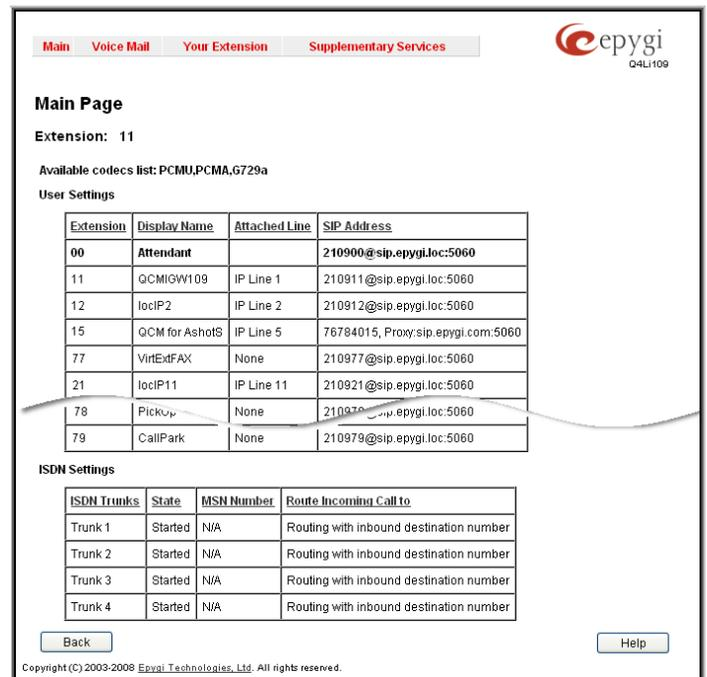 Main Voice Mail Your Extension Supplementary Services
epygi
Q4Li109
Main Page
Extension: 11
Available codecs list: PCMU,PCMA,G729a
User Settings
Extension Display Name Attached Line SIP Address
00 Attendant 210900@sip.epygi.loc:5060
11 QCMIGW109 IP Line 1 210911@sip.epygi.loc:5060
12 locIP2 IP Line 2 210912@sip.epygi.loc:5060
15 QCM for AshotS IP Line 5 76784015, Proxy:sip.epygi.com:5060
77 VirtExtFAX None 210977@sip.epygi.loc:5060
21 locIP11 IP Line 11 210921@sip.epygi.loc:5060
78 PickUp None
79 CallPark None 210979@sip.epygi.loc:5060
ISDN Settings
ISDN Trunks State MSN Number Route Incoming Call to
Trunk 1 Started N/A Routing with inbound destination number
Trunk 2 Started N/A Routing with inbound destination number
Trunk 3 Started N/A Routing with inbound destination number
Trunk 4 Started N/A Routing with inbound destination number
Back Help
Copyright (C) 2003-2008 Epygi Technologies, Ltd. All rights reserved.